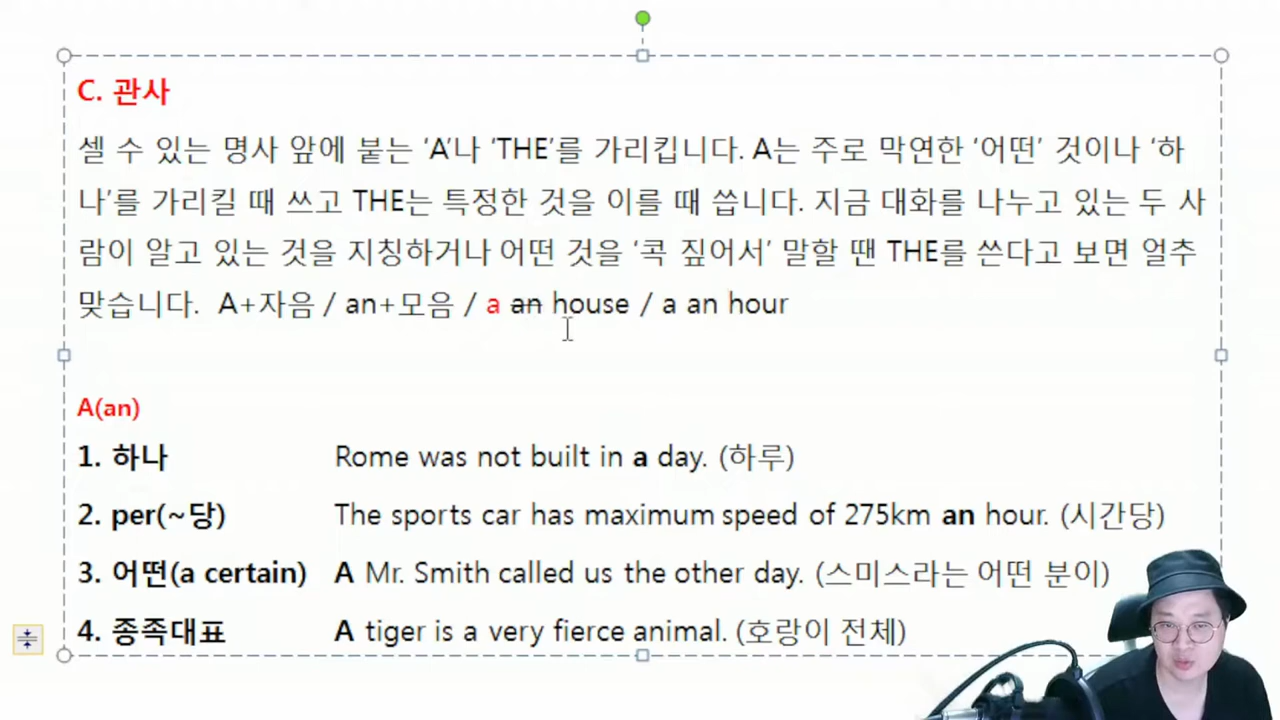 C. 관사
셀 수 있는 명사 앞에 붙는 ‘A’나 ‘THE’를 가리킵니다. A는 주로 막연한 ‘어떤’ 것이나 ‘하
나’를 가리킬 때 쓰고 THE는 특정한 것을 이를 때 씁니다. 지금 대화를 나누고 있는 두 사
람이 알고 있는 것을 지칭하거나 어떤 것을 ‘콕 짚어서’ 말할 땐 THE를 쓴다고 보면 얼추
맞습니다. A+자음 / an+모음 / a an house / a an hour
A(an)
1. 하나 Rome was not built in a day. (하루)
2. per(~당) The sports car has maximum speed of 275km an hour. (시간당)
3. 어떤(a certain) A Mr. Smith called us the other day. (스미스라는 어떤 분이)
4. 종족대표 A tiger is a very fierce animal. (호랑이 전체)